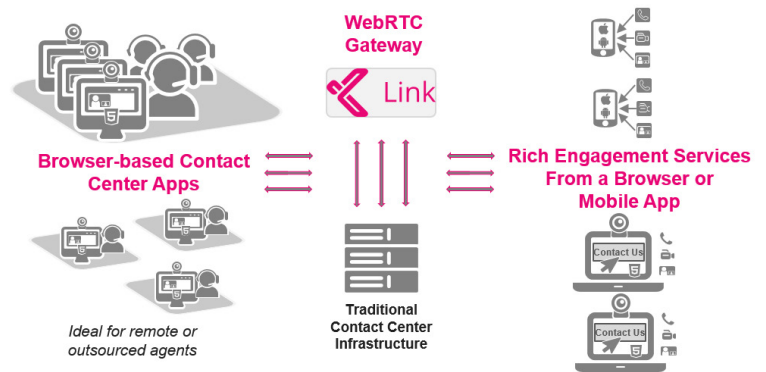 WebRTC
Gateway
Link
Browser-based Contact
Center Apps
Rich Engagement Services
From a Browser or
Mobile App
Contact Us
Contact Us
Traditional
Contact Center
Infrastructure
Ideal for remote or
outsourced agents